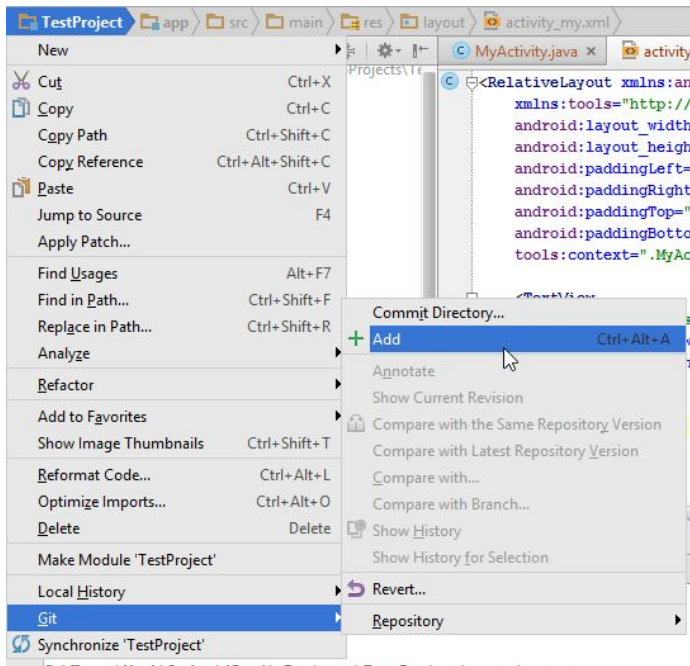 TestProject app src main res layout activity_my.xml
New
Cut Ctrl+X
Copy Ctrl+C
Copy Path Ctrl+Shift+C
Copy Reference Ctrl+Alt+Shift+C
Paste Ctrl+V
Jump to Source F4
Apply Patch...
Find Usages Alt+F7
Find in Path... Ctrl+Shift+F
Replace in Path... Ctrl+Shift+R
Analyze
Refactor
Add to Favorites
Show Image Thumbnails Ctrl+Shift+T
Reformat Code... Ctrl+Alt+L
Optimize Imports... Ctrl+Alt+O
Delete Delete
Make Module 'TestProject'
Local History
Git
Synchronize 'TestProject'
Commit Directory...
Add Ctrl+Alt+A
Annotate
Show Current Revision
Compare with the Same Repository Version
Compare with Latest Repository Version
Compare with...
Compare with Branch...
Show History
Show History for Selection
Revert...
Repository
MyActivity.java activity
Projects\Te
<RelativeLayout xmlns:an
xmlns:tools="http://
android:layout_width
android:layout_heigh
android:paddingLeft=
android:paddingRight
android:paddingTop="
android:paddingBotto
tools:context=".MyAc
<TextView